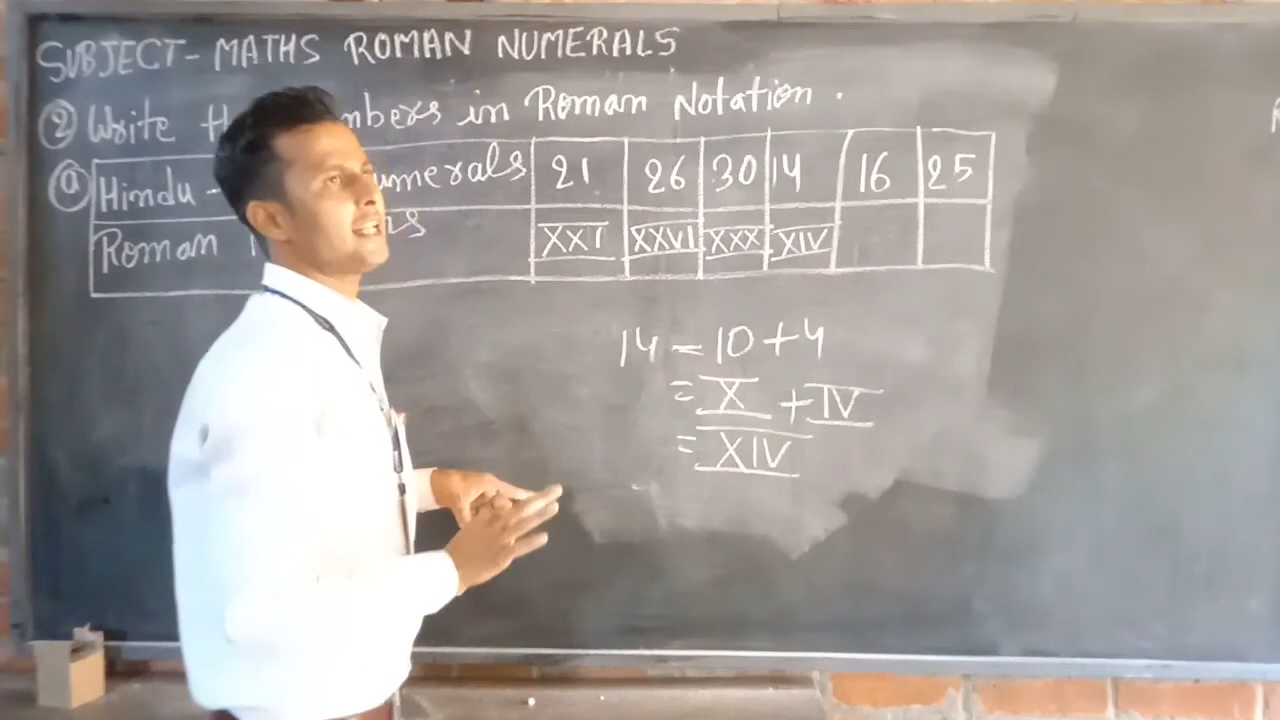 SUBJECT- MATHS ROMAN NUMERALS
② Write numbers in Roman Notation.
ⓐ Hindu - numerals 21 26 30 14 16 25
Roman XXI XXVI XXX XIV
14 = 10 + 4
= X + IV
= XIV